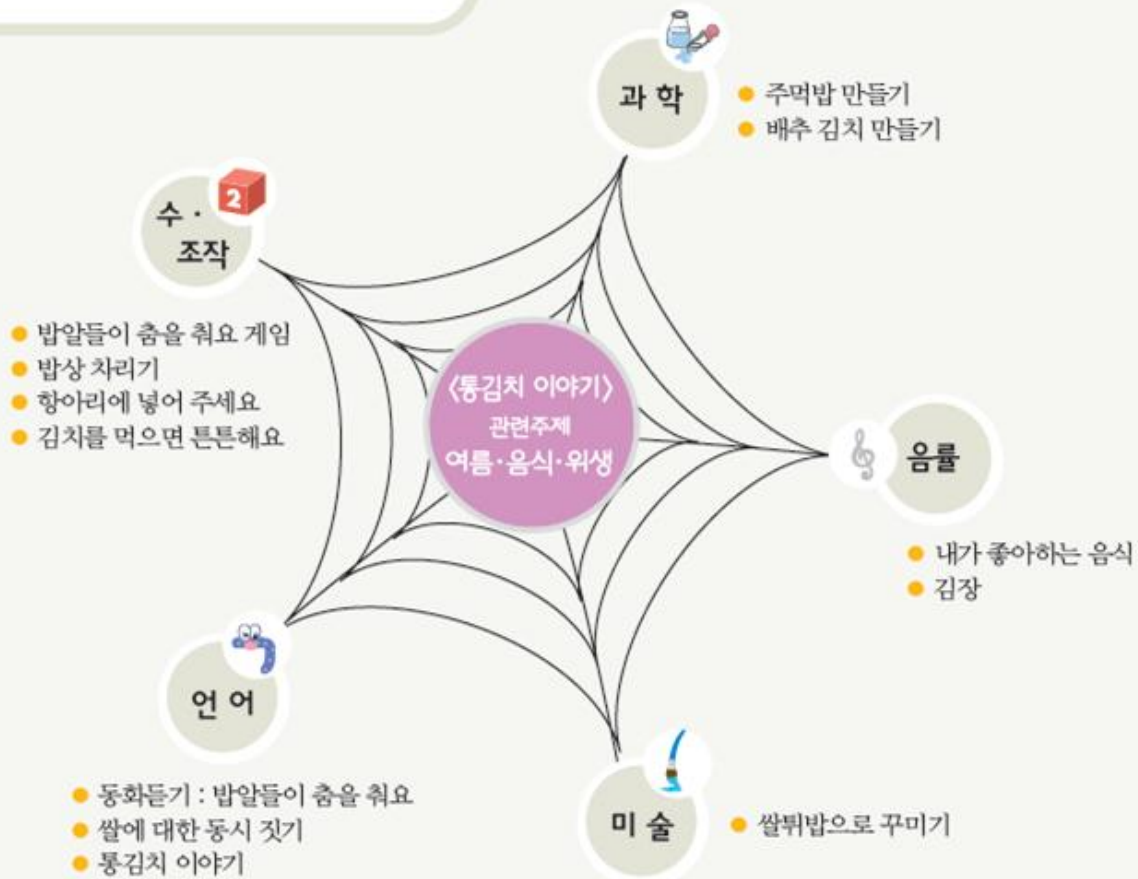 과학
주먹밥 만들기
배추 김치 만들기
2
수·
조작
밥알들이 춤을 춰요 게임
밥상 차리기
항아리에 넣어 주세요
김치를 먹으면 튼튼해요
〈통김치 이야기〉
관련주제
여름·음식·위생
음률
내가 좋아하는 음식
김장
언어
동화듣기 : 밥알들이 춤을 춰요
쌀에 대한 동시 짓기
통김치 이야기
미술
쌀튀밥으로 꾸미기